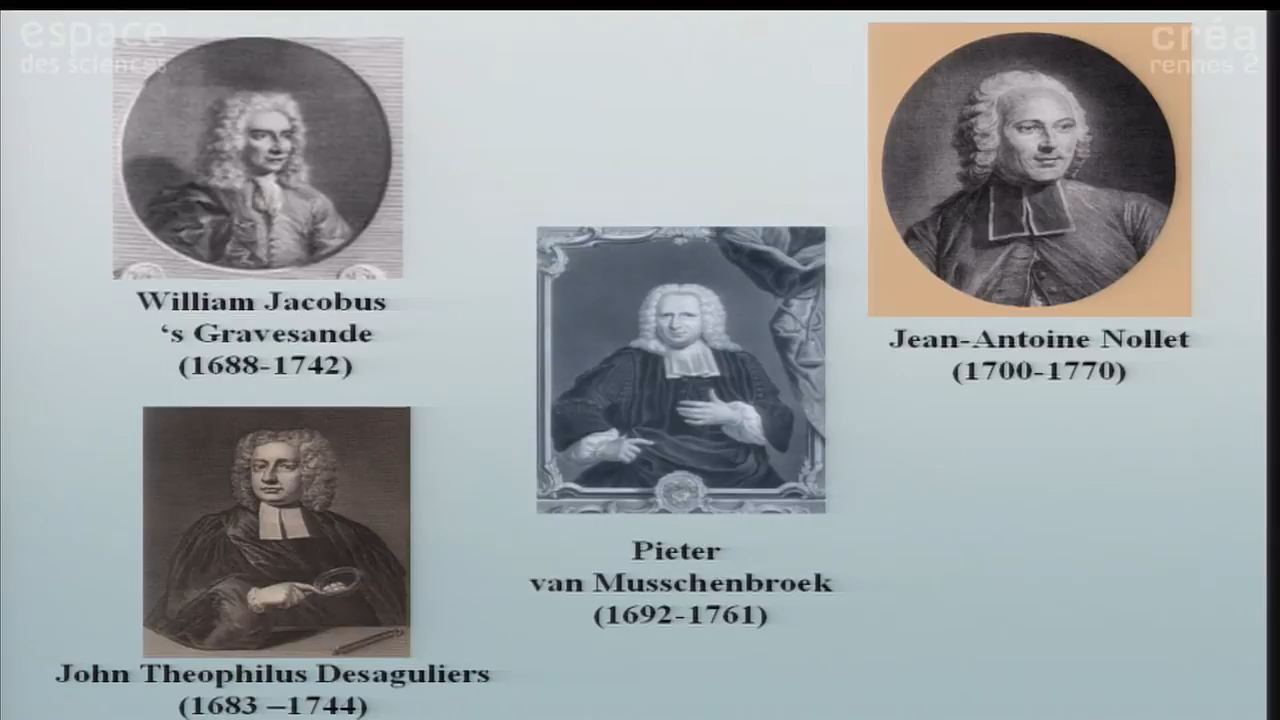 espace
des sciences
créa
rennes 2
William Jacobus
‘s Gravesande
(1688-1742)
Jean-Antoine Nollet
(1700-1770)
Pieter
van Musschenbroek
(1692-1761)
John Theophilus Desaguliers
(1683 –1744)